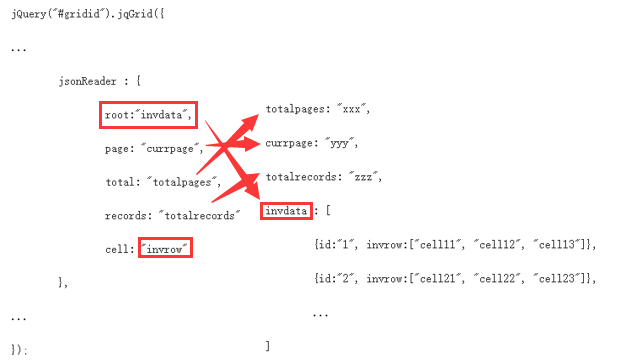 jQuery("#gridid").jqGrid({
...
jsonReader : {
root:"invdata",
page: "currpage",
total: "totalpages",
records: "totalrecords"
cell: "invrow"
},
...
});
totalpages: "xxx",
currpage: "yyy",
totalrecords: "zzz",
invdata : [
{id:"1", invrow:["cell11", "cell12", "cell13"]},
{id:"2", invrow:["cell21", "cell22", "cell23"]},
...
]